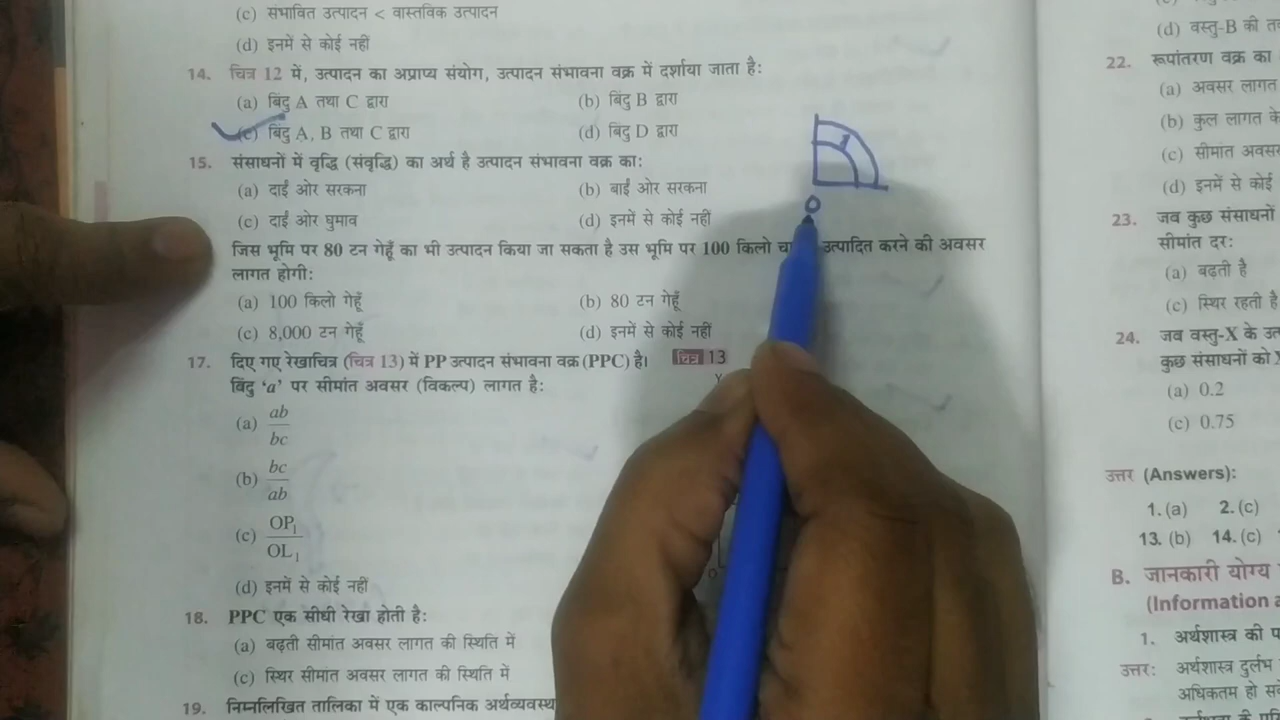 (c) संभावित उत्पादन < वास्तविक उत्पादन
(d) इनमें से कोई नहीं
14. चित्र 12 में, उत्पादन का अप्राप्य संयोग, उत्पादन संभावना वक्र में दर्शाया जाता है:
(a) बिंदु A तथा C द्वारा
(b) बिंदु B द्वारा
(c) बिंदु A, B तथा C द्वारा
(d) बिंदु D द्वारा
15. संसाधनों में वृद्धि (संवृद्धि) का अर्थ है उत्पादन संभावना वक्र का:
(a) दाईं ओर सरकना
(b) बाईं ओर सरकना
(c) दाईं ओर घुमाव
(d) इनमें से कोई नहीं
0
जिस भूमि पर 80 टन गेहूँ का भी उत्पादन किया जा सकता है उस भूमि पर 100 किलो उत्पादित करने की अवसर
लागत होगी:
(a) 100 किलो गेहूँ
(b) 80 टन गेहूँ
(c) 8,000 टन गेहूँ
(d) इनमें से कोई नहीं
17. दिए गए रेखाचित्र (चित्र 13) में PP उत्पादन संभावना वक्र (PPC) है।
चित्र 13
Y
बिंदु 'a' पर सीमांत अवसर (विकल्प) लागत है:
(a) ab/bc
(b) bc/ab
(c) OP₁/OL₁
O
(d) इनमें से कोई नहीं
18. PPC एक सीधी रेखा होती है:
(a) बढ़ती सीमांत अवसर लागत की स्थिति में
(c) स्थिर सीमांत अवसर लागत की स्थिति में
19. निम्नलिखित तालिका में एक काल्पनिक
(d) वस्तु-B की
22. रूपांतरण वक्र का
(a) अवसर लागत
(b) कुल लागत के
(c) सीमांत
(d) इनमें से कोई
23. जब कुछ संसाधनों
सीमांत दर:
(a) बढ़ती है
(c) स्थिर रहती है
24. जब वस्तु-X के
कुछ संसाधनों को
(a) 0.2
(c) 0.75
उत्तर (Answers):
1. (a) 2. (c)
13. (b) 14. (c)
B. जानकारी योग्य
(Information
1. अर्थशास्त्र की
उत्तर: अर्थशास्त्र दुर्लभ
अधिकतम हो